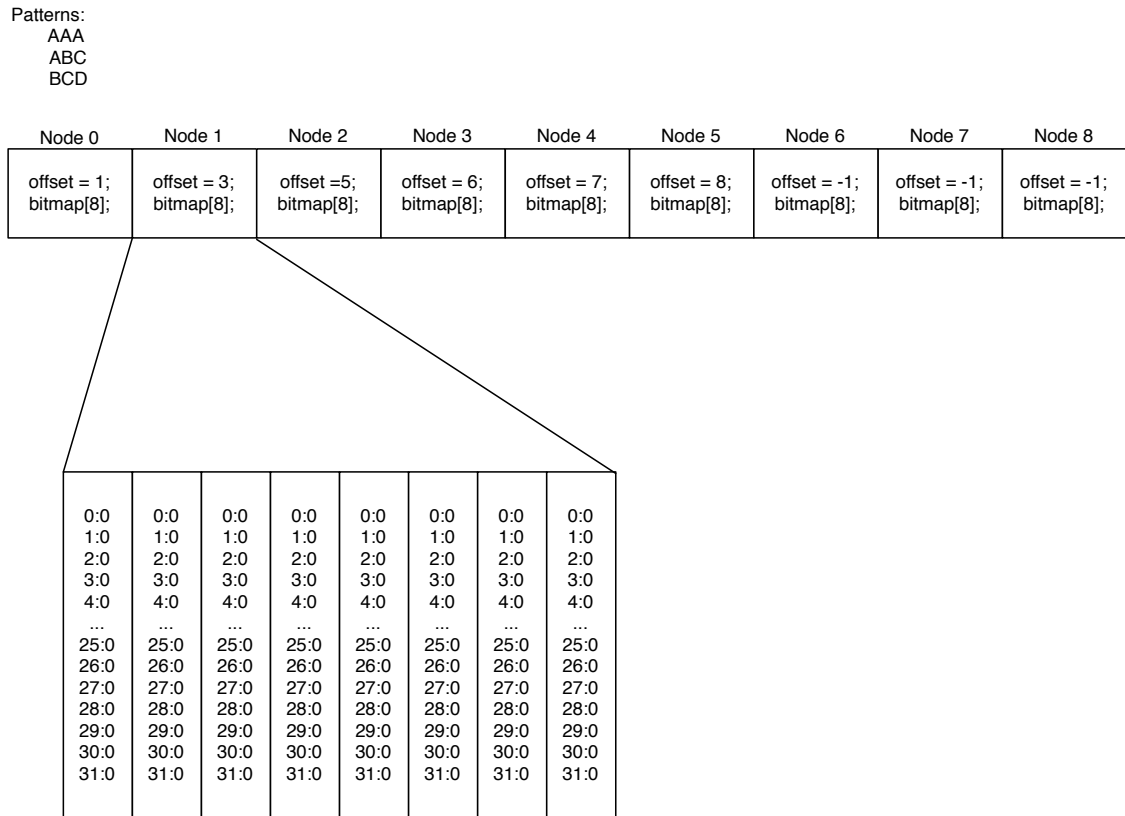 Patterns:
AAA
ABC
BCD
Node 0 Node 1 Node 2 Node 3 Node 4 Node 5 Node 6 Node 7 Node 8
offset = 1; offset = 3; offset =5; offset = 6; offset = 7; offset = 8; offset = -1; offset = -1; offset = -1;
bitmap[8]; bitmap[8]; bitmap[8]; bitmap[8]; bitmap[8]; bitmap[8]; bitmap[8]; bitmap[8]; bitmap[8];
0:0 0:0 0:0 0:0 0:0 0:0 0:0 0:0
1:0 1:0 1:0 1:0 1:0 1:0 1:0 1:0
2:0 2:0 2:0 2:0 2:0 2:0 2:0 2:0
3:0 3:0 3:0 3:0 3:0 3:0 3:0 3:0
4:0 4:0 4:0 4:0 4:0 4:0 4:0 4:0
... ... ... ... ... ... ... ...
25:0 25:0 25:0 25:0 25:0 25:0 25:0 25:0
26:0 26:0 26:0 26:0 26:0 26:0 26:0 26:0
27:0 27:0 27:0 27:0 27:0 27:0 27:0 27:0
28:0 28:0 28:0 28:0 28:0 28:0 28:0 28:0
29:0 29:0 29:0 29:0 29:0 29:0 29:0 29:0
30:0 30:0 30:0 30:0 30:0 30:0 30:0 30:0
31:0 31:0 31:0 31:0 31:0 31:0 31:0 31:0